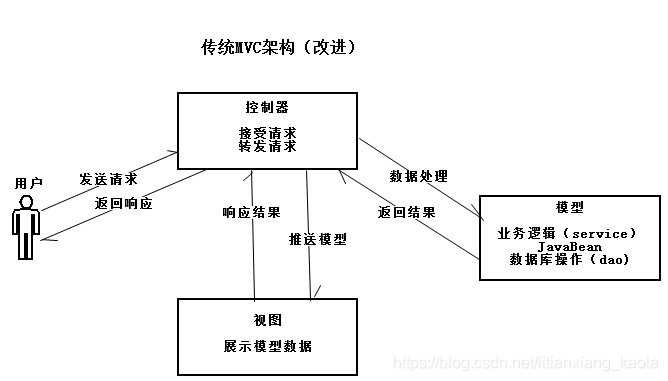 传统MVC架构（改进）
控制器
接受请求
转发请求
用户
发送请求
返回响应
响应结果
推送模型
数据处理
返回结果
模型
业务逻辑（service）
JavaBean
数据库操作（dao)
视图
展示模型数据
https://blog.csdn.net/litianxiang_kaola